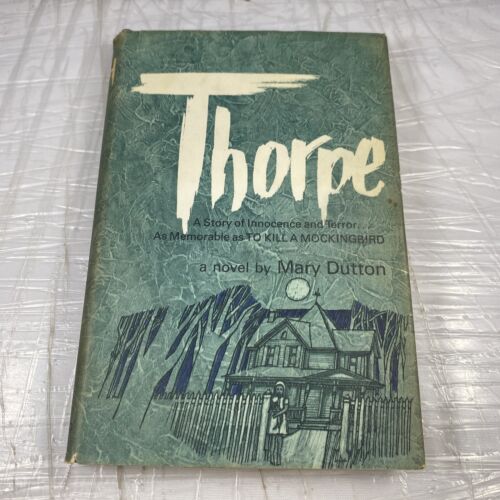 Thorpe
A Story of Innocence and Terror...
As Memorable as TO KILL A MOCKINGBIRD
a novel by Mary Dutton